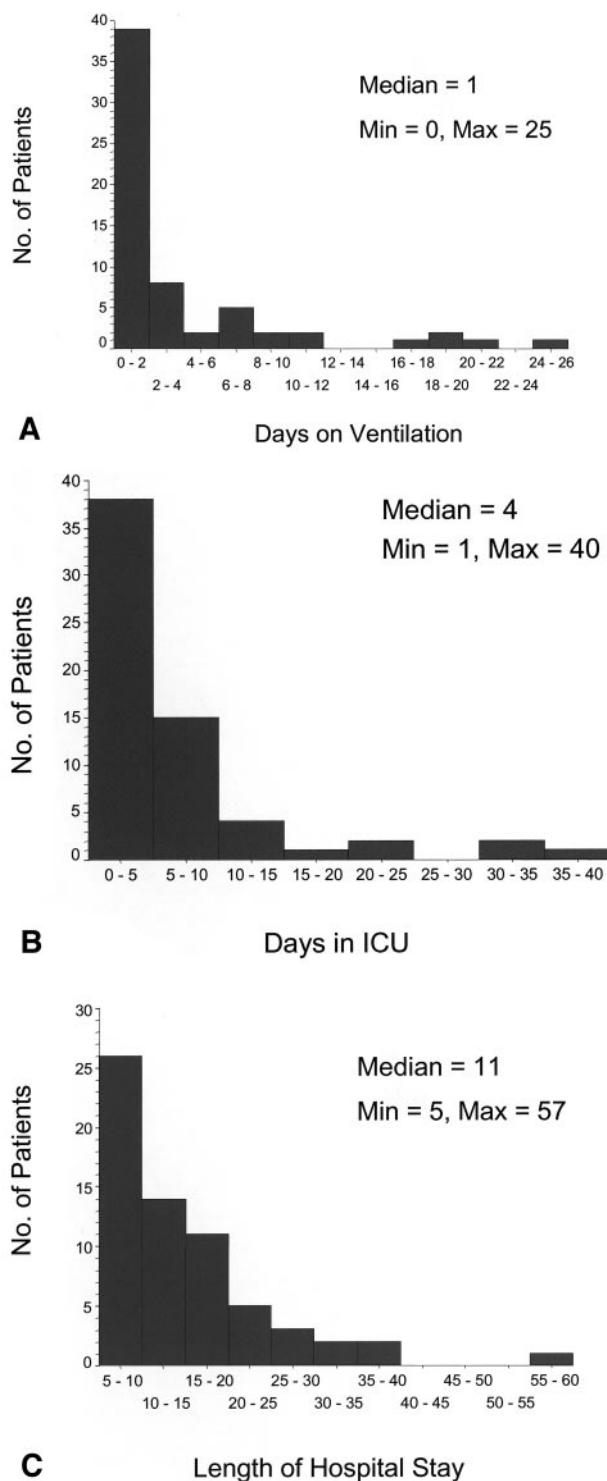 40
35
30
25
20
15
10
5
0
No. of Patients
Median = 1
Min = 0, Max = 25
0 - 2 4 - 6 8 - 10 12 - 14 16 - 18 20 - 22 24 - 26
2 - 4 6 - 8 10 - 12 14 - 16 18 - 20 22 - 24
A Days on Ventilation
40
35
30
25
20
15
10
5
0
No. of Patients
Median = 4
Min = 1, Max = 40
0 - 5 5 - 10 10 - 15 15 - 20 20 - 25 25 - 30 30 - 35 35 - 40
B Days in ICU
30
25
20
15
10
5
0
No. of Patients
Median = 11
Min = 5, Max = 57
5 - 10 15 - 20 25 - 30 35 - 40 45 - 50 55 - 60
10 - 15 20 - 25 30 - 35 40 - 45 50 - 55
C Length of Hospital Stay